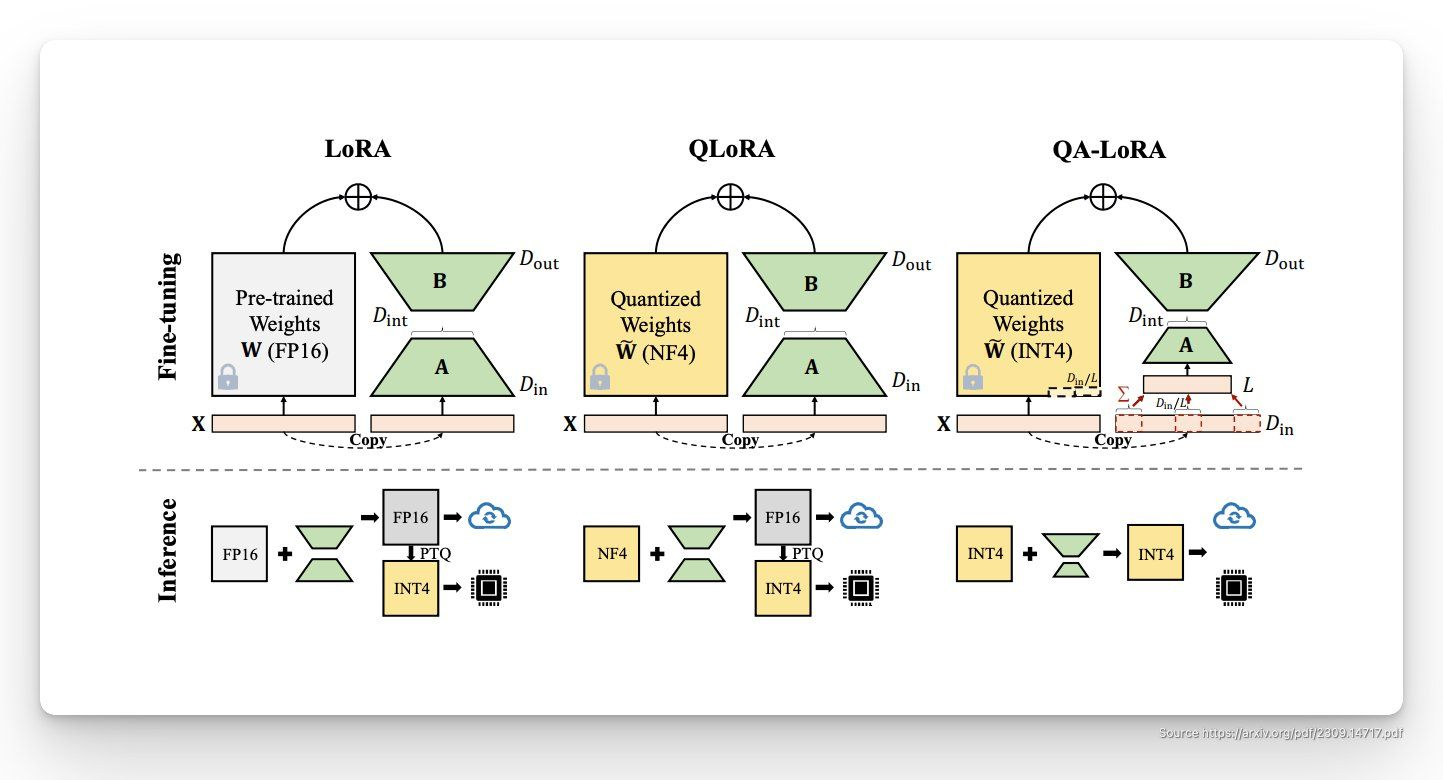 LoRA
QLoRA
QA-LoRA
Fine-tuning
Pre-trained
Weights
W (FP16)
B
D_out
D_int
A
D_in
X
Copy
Quantized
Weights
W̃ (NF4)
B
D_out
D_int
A
D_in
X
Copy
Quantized
Weights
W̃ (INT4)
D_in/L
B
D_out
D_int
A
L
Σ
D_in/L
D_in
X
Copy
Inference
FP16
+
FP16
PTQ
INT4
NF4
+
FP16
PTQ
INT4
INT4
+
INT4
Source https://arxiv.org/pdf/2309.14717.pdf